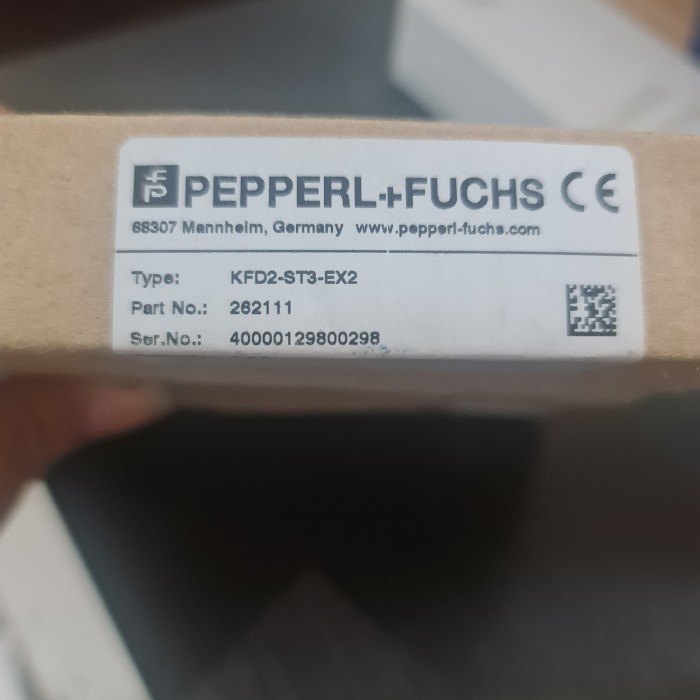 PEPPERL+FUCHS CE
68307 Mannheim, Germany www.pepperl-fuchs.com
Type: KFD2-ST3-EX2
Part No.: 262111
Ser.No.: 40000129800298